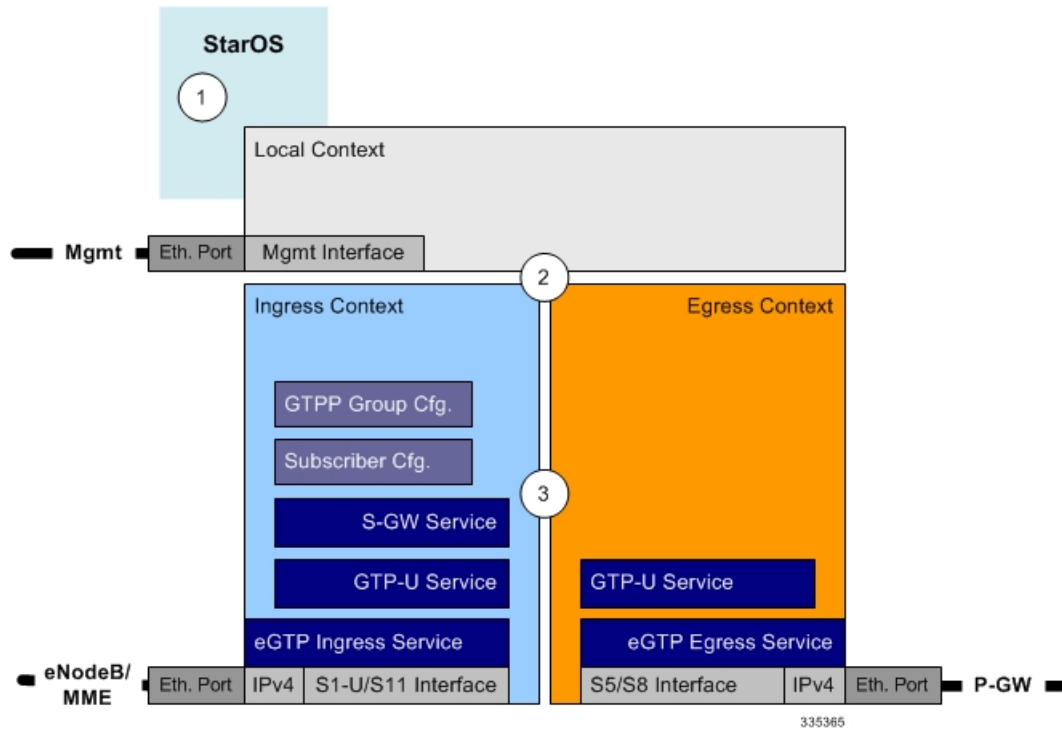 StarOS
1
Local Context
Mgmt
Eth. Port
Mgmt Interface
2
Ingress Context
Egress Context
GTPP Group Cfg.
Subscriber Cfg.
3
S-GW Service
GTP-U Service
GTP-U Service
eGTP Ingress Service
eGTP Egress Service
eNodeB/
MME
Eth. Port
IPv4
S1-U/S11 Interface
S5/S8 Interface
IPv4
Eth. Port
P-GW
335365